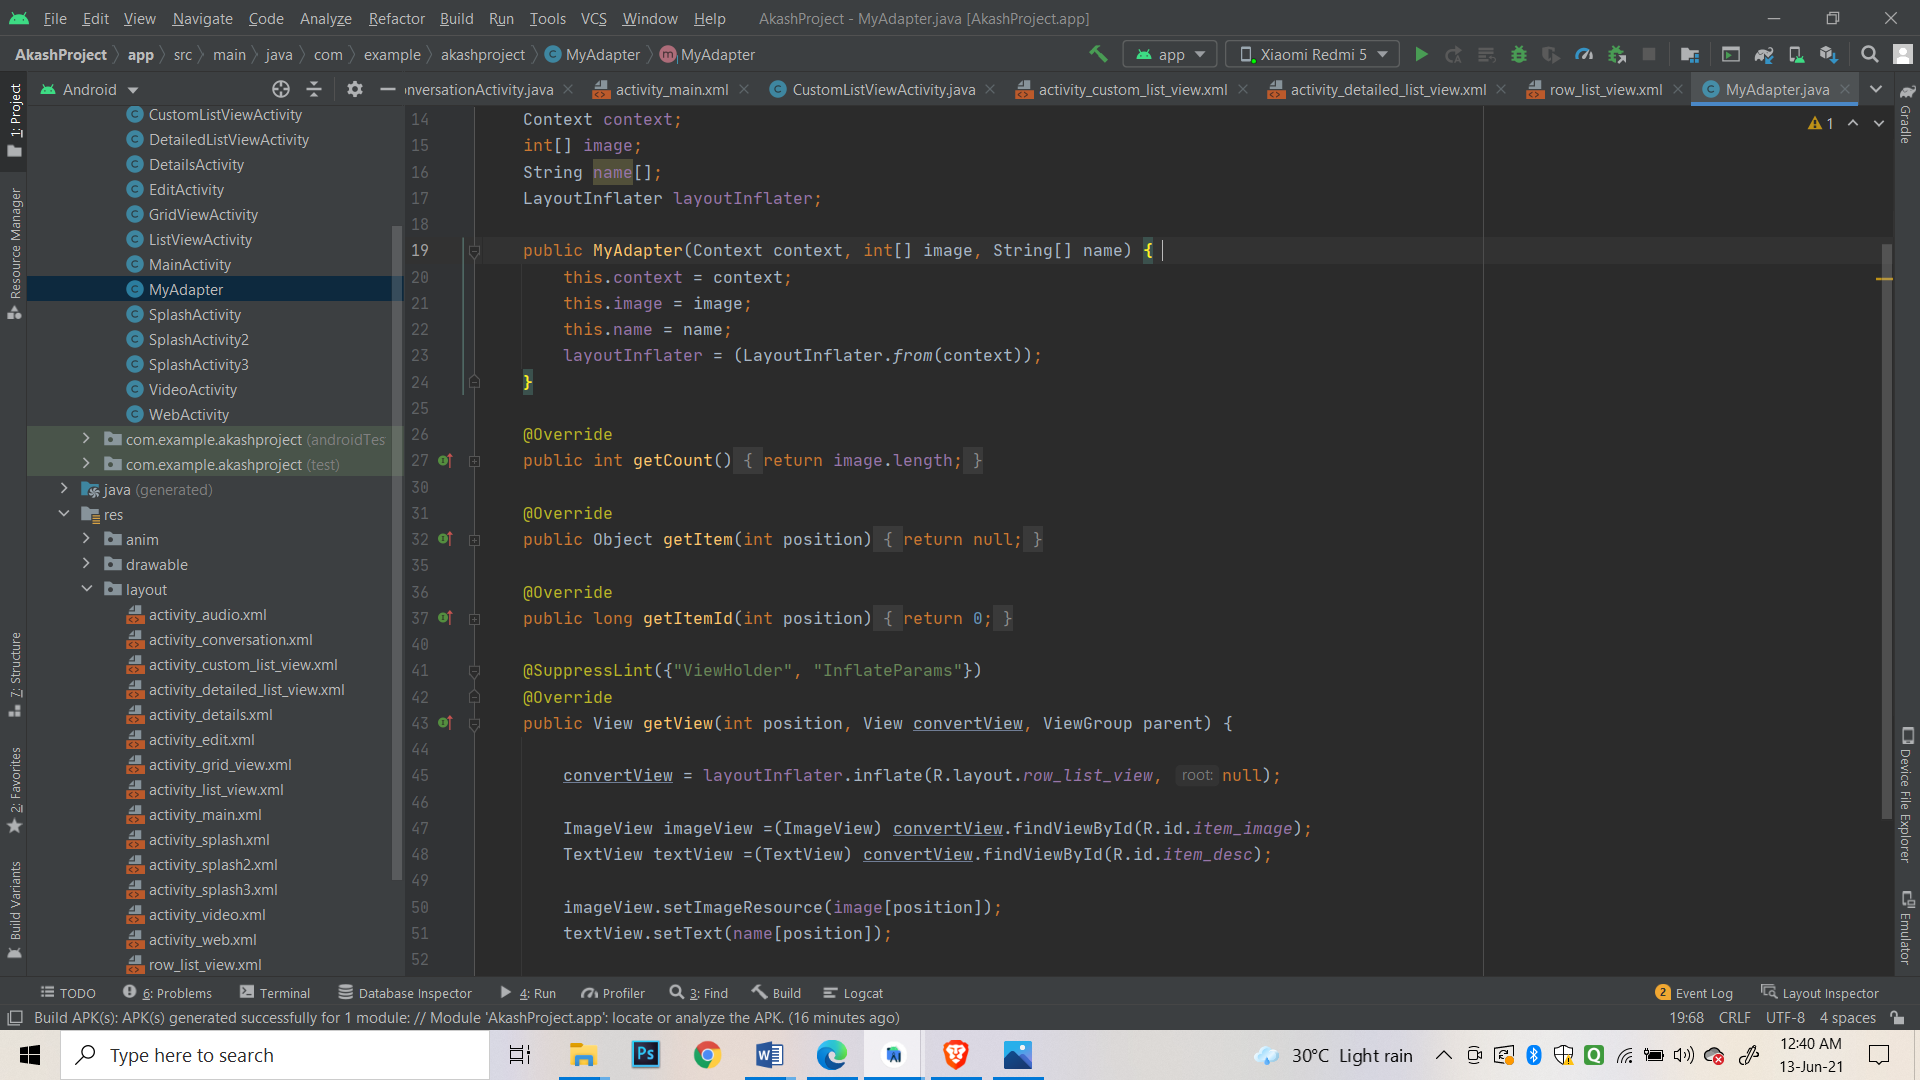 File Edit View Navigate Code Analyze Refactor Build Run Tools VCS Window Help AkashProject - MyAdapter.java [AkashProject.app]
AkashProject app src main java com example akashproject MyAdapter MyAdapter app Xiaomi Redmi 5
Android
nversationActivity.java activity_main.xml CustomListViewActivity.java activity_custom_list_view.xml activity_detailed_list_view.xml row_list_view.xml MyAdapter.java
1: Project
Resource Manager
7: Structure
2: Favorites
Build Variants
CustomListViewActivity
DetailedListViewActivity
DetailsActivity
EditActivity
GridViewActivity
ListViewActivity
MainActivity
MyAdapter
SplashActivity
SplashActivity2
SplashActivity3
VideoActivity
WebActivity
com.example.akashproject (androidTes
com.example.akashproject (test)
java (generated)
res
anim
drawable
layout
activity_audio.xml
activity_conversation.xml
activity_custom_list_view.xml
activity_detailed_list_view.xml
activity_details.xml
activity_edit.xml
activity_grid_view.xml
activity_list_view.xml
activity_main.xml
activity_splash.xml
activity_splash2.xml
activity_splash3.xml
activity_video.xml
activity_web.xml
row_list_view.xml
14 Context context;
15 int[] image;
16 String name[];
17 LayoutInflater layoutInflater;
18
19 public MyAdapter(Context context, int[] image, String[] name) {
20 this.context = context;
21 this.image = image;
22 this.name = name;
23 layoutInflater = (LayoutInflater.from(context));
24 }
25
26 @Override
27 public int getCount() { return image.length; }
30
31 @Override
32 public Object getItem(int position) { return null; }
35
36 @Override
37 public long getItemId(int position) { return 0; }
40
41 @SuppressLint({"ViewHolder", "InflateParams"})
42 @Override
43 public View getView(int position, View convertView, ViewGroup parent) {
44
45 convertView = layoutInflater.inflate(R.layout.row_list_view, root: null);
46
47 ImageView imageView =(ImageView) convertView.findViewById(R.id.item_image);
48 TextView textView =(TextView) convertView.findViewById(R.id.item_desc);
49
50 imageView.setImageResource(image[position]);
51 textView.setText(name[position]);
52
1
Gradle
Device File Explorer
Emulator
TODO 6: Problems Terminal Database Inspector 4: Run Profiler 3: Find Build Logcat 2 Event Log Layout Inspector
Build APK(s): APK(s) generated successfully for 1 module: // Module 'AkashProject.app': locate or analyze the APK. (16 minutes ago) 19:68 CRLF UTF-8 4 spaces
Type here to search
Ps
30°C Light rain
12:40 AM
13-Jun-21